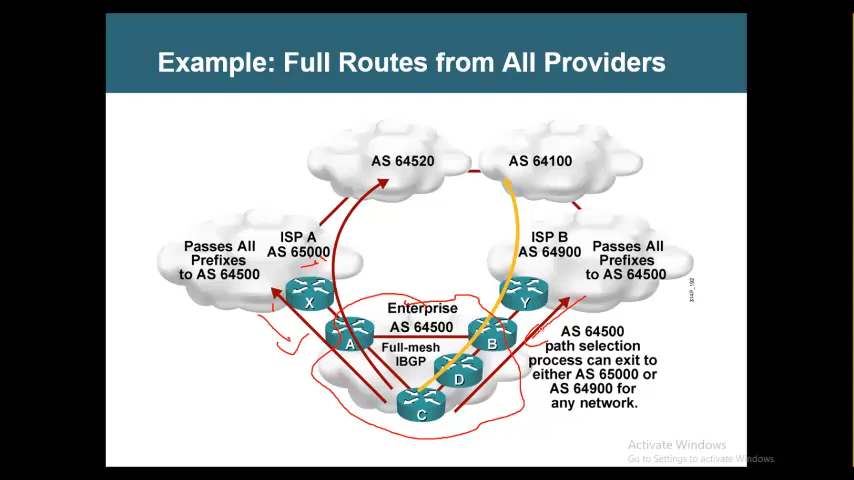 Example: Full Routes from All Providers
AS 64520
AS 64100
ISP A
AS 65000
Passes All
Prefixes
to AS 64500
ISP B
AS 64900
Passes All
Prefixes
to AS 64500
X
Y
Enterprise
AS 64500
A
B
Full-mesh
IBGP
D
C
AS 64500
path selection
process can exit to
either AS 65000 or
AS 64900 for
any network.
314P_102
Activate Windows
Go to Settings to activate Windows.